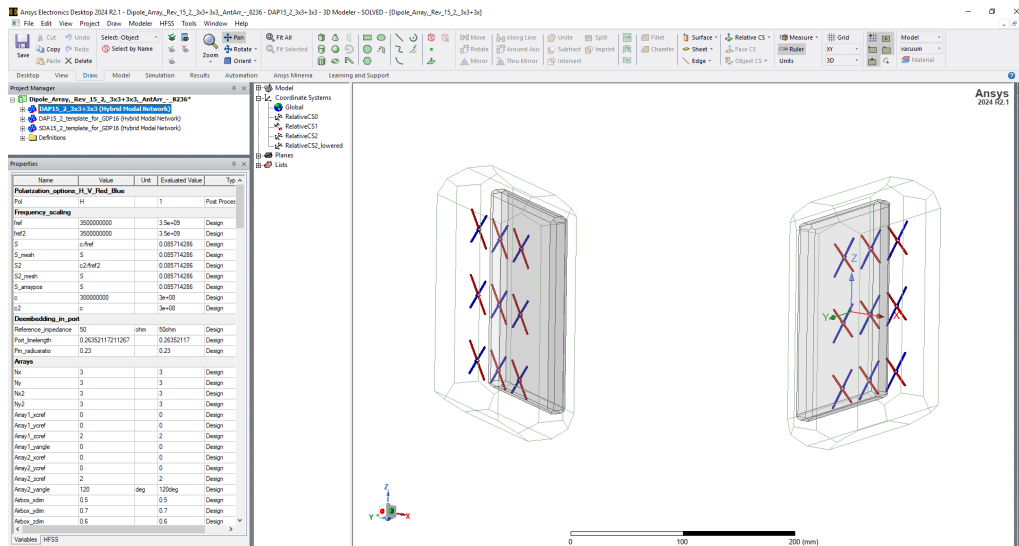 Ansys Electronics Desktop 2024 R2.1 - Dipole_Array,_Rev_15_2,_3x3+3x3,_AntArr_-_8236 - DAP15_2_3x3+3x3 - 3D Modeler - SOLVED - [Dipole_Array,_Rev_15_2,_3x3+3x]
File Edit View Project Draw Modeler HFSS Tools Window Help
Save
Cut Undo
Copy Redo
Paste Delete
Select: Object
Select by Name
Zoom
Pan
Rotate
Orient
Fit All
Fit Selected
Move Along Line Unite Split Fillet
Rotate Around Axis Subtract Imprint Chamfer
Mirror Thru Mirror Intersect
Surface Relative CS Measure Grid Model
Sheet Face CS Ruler XY vacuum
Edge Object CS Units 3D Material
Desktop View Draw Model Simulation Results Automation Ansys Minerva Learning and Support
Project Manager
Dipole_Array,_Rev_15_2,_3x3+3x3,_AntArr_-_8236*
DAP15_2_3x3+3x3 (Hybrid Modal Network)
DAP15_2_template_for_GDP16 (Hybrid Modal Network)
SDA15_2_template_for_GDP16 (Hybrid Modal Network)
Definitions
Properties
Name Value Unit Evaluated Value Typ
Polarization_options_H_V_Red_Blue
Pol H 1 Post Proces
Frequency_scaling
fref 3500000000 3.5e+09 Design
fref2 3500000000 3.5e+09 Design
S c/fref 0.085714286 Design
S_mesh S 0.085714286 Design
S2 c2/fref2 0.085714286 Design
S2_mesh S 0.085714286 Design
S_arraypos S 0.085714286 Design
c 300000000 3e+08 Design
c2 c 3e+08 Design
Deembedding_in_port
Reference_impedance 50 ohm 50ohm Design
Port_linelength 0.26352117211267 0.26352117 Design
Pin_radiusratio 0.23 0.23 Design
Arrays
Nx 3 3 Design
Ny 3 3 Design
Nx2 3 3 Design
Ny2 3 3 Design
Array1_xcref 0 0 Design
Array1_ycref 0 0 Design
Array1_zcref 2 2 Design
Array1_yangle 0 0 Design
Array2_xcref 0 0 Design
Array2_ycref 0 0 Design
Array2_zcref 2 2 Design
Array2_yangle 120 deg 120deg Design
Airbox_xdim 0.5 0.5 Design
Airbox_ydim 0.7 0.7 Design
Airbox_zdim 0.6 0.6 Design
Variables HFSS
Model
Coordinate Systems
Global
RelativeCS0
RelativeCS1
RelativeCS2
RelativeCS2_lowered
Planes
Lists
Ansys
2024 R2.1
Z
Y
X
Z
Y
X
0 100 200 (mm)